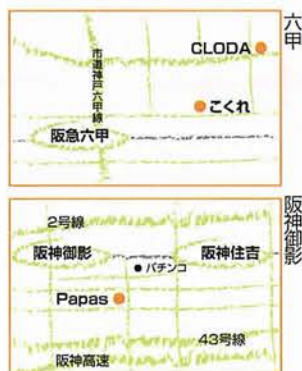 六甲
CLODA
市道神戸六甲線
こくれ
阪急六甲
阪神御影
2号線
阪神御影
阪神住吉
パチンコ
Papas
43号線
阪神高速